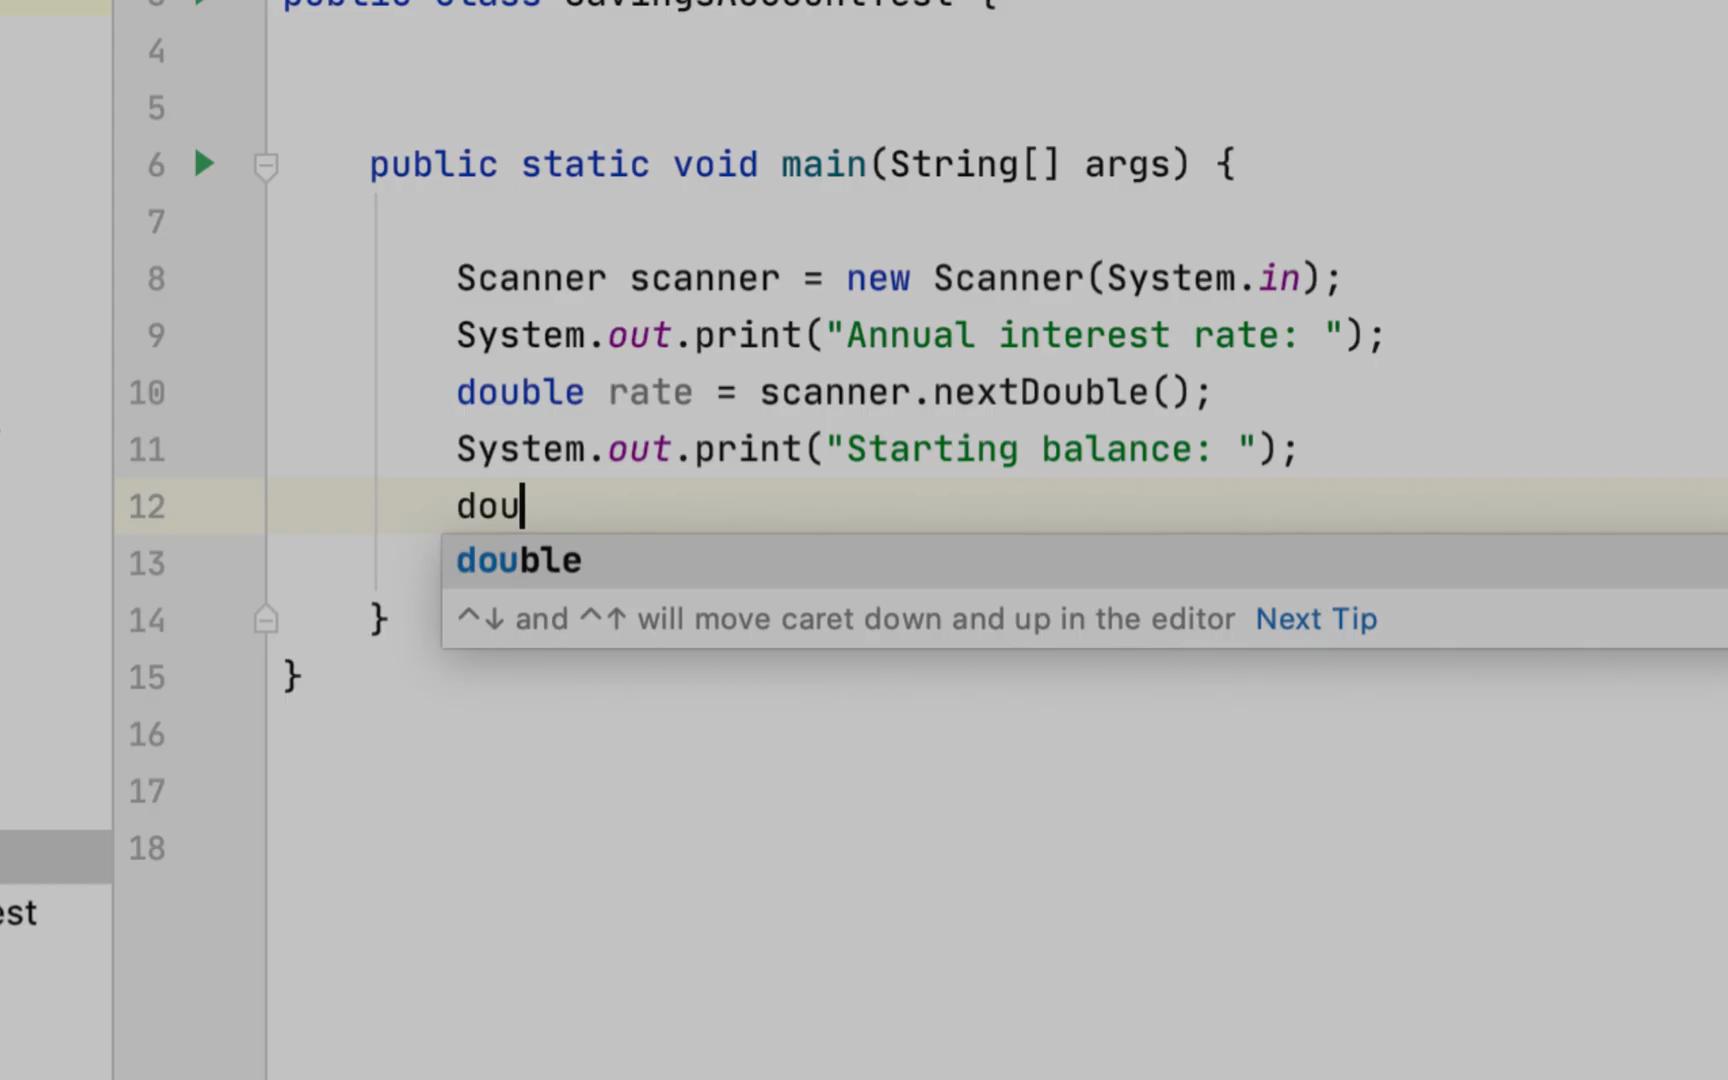 public class SavingsAccountTest {
4
5
6 public static void main(String[] args) {
7
8 Scanner scanner = new Scanner(System.in);
9 System.out.print("Annual interest rate: ");
10 double rate = scanner.nextDouble();
11 System.out.print("Starting balance: ");
12 dou
double
13
^↓ and ^↑ will move caret down and up in the editor Next Tip
14 }
15 }
16
17
18
est